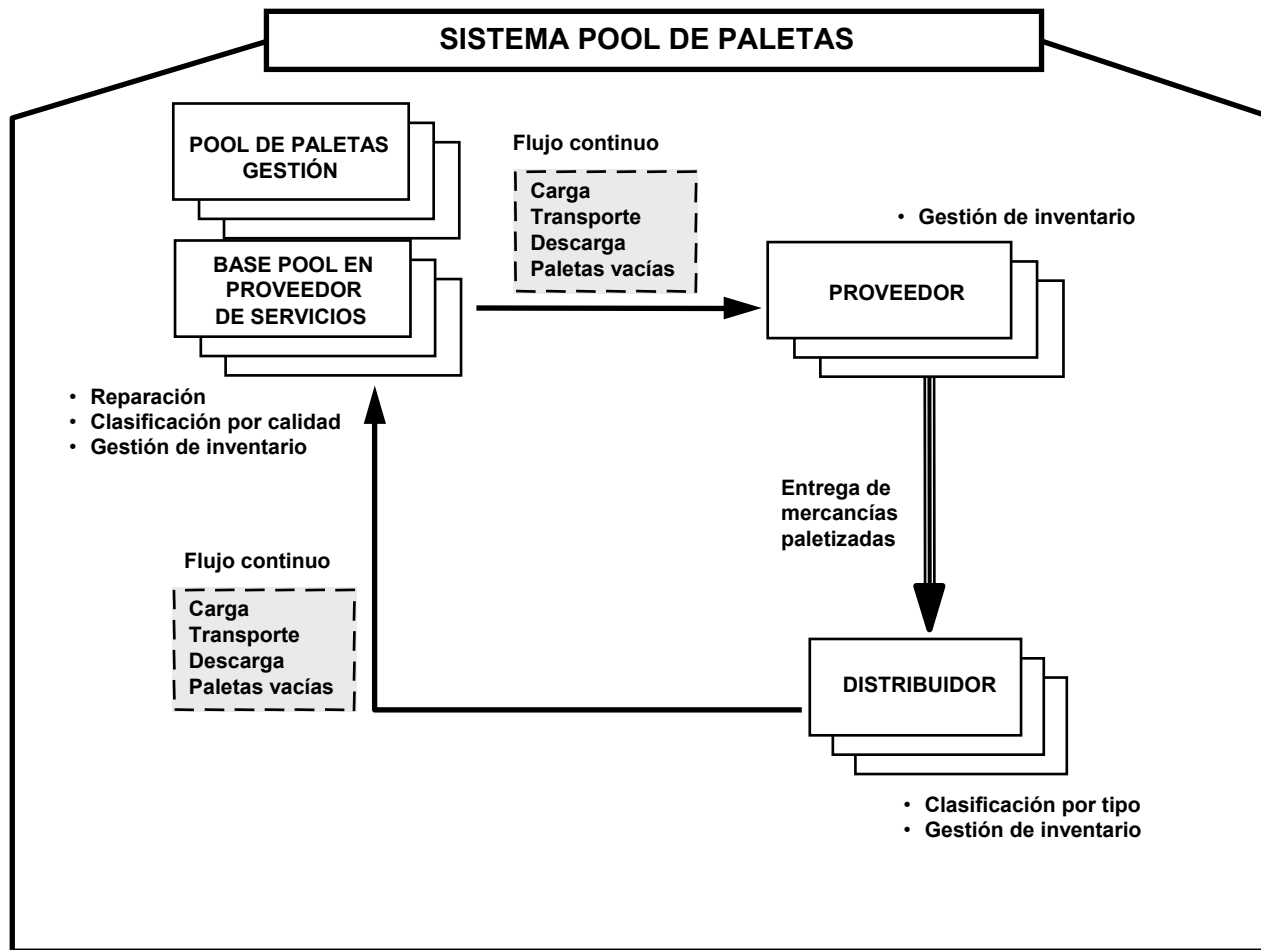 SISTEMA POOL DE PALETAS
POOL DE PALETAS
GESTIÓN
BASE POOL EN
PROVEEDOR
DE SERVICIOS
• Reparación
• Clasificación por calidad
• Gestión de inventario
Flujo continuo
Carga
Transporte
Descarga
Paletas vacías
• Gestión de inventario
PROVEEDOR
Entrega de
mercancías
paletizadas
Flujo continuo
Carga
Transporte
Descarga
Paletas vacías
DISTRIBUIDOR
• Clasificación por tipo
• Gestión de inventario